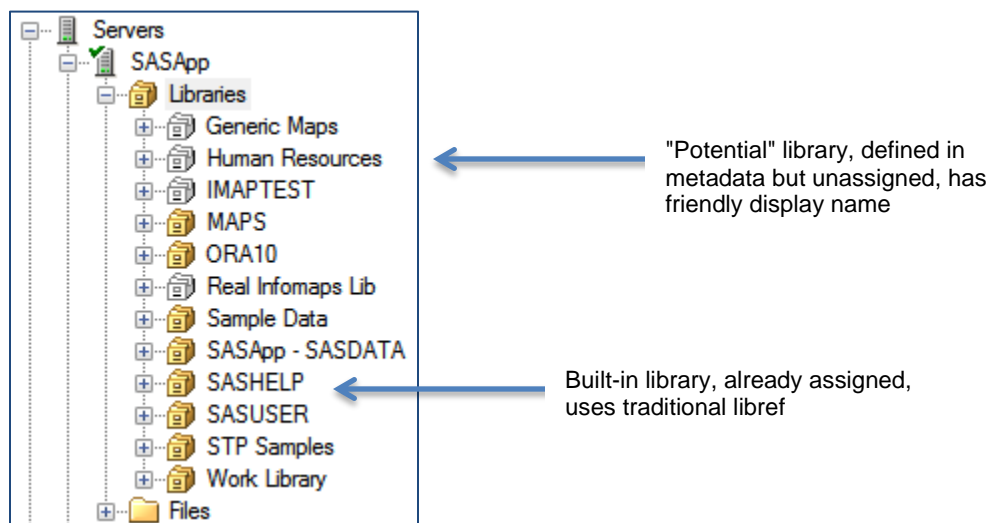 Servers
SASApp
Libraries
Generic Maps
Human Resources
IMAPTEST
MAPS
ORA10
Real Infomaps Lib
Sample Data
SASApp - SASDATA
SASHELP
SASUSER
STP Samples
Work Library
Files
"Potential" library, defined in
metadata but unassigned, has
friendly display name
Built-in library, already assigned,
uses traditional libref